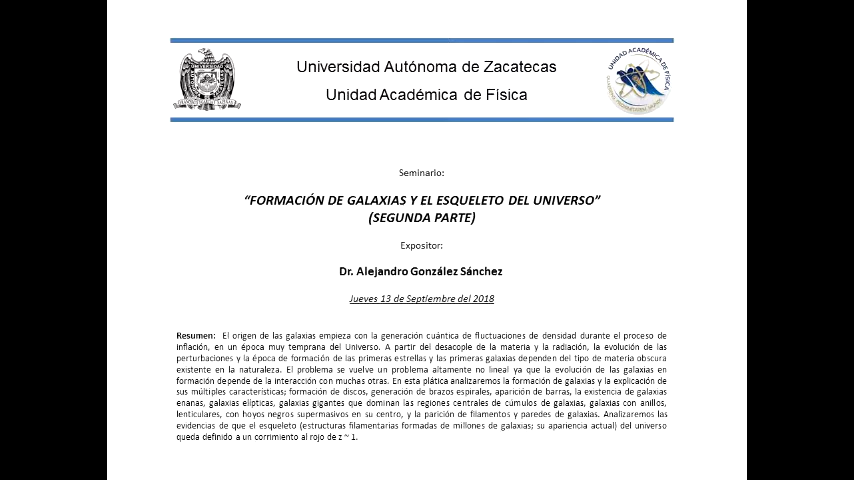 Universidad Autónoma de Zacatecas
Unidad Académica de Física
UNIDAD ACADÉMICA DE FÍSICA
Seminario:
“FORMACIÓN DE GALAXIAS Y EL ESQUELETO DEL UNIVERSO”
(SEGUNDA PARTE)
Expositor:
Dr. Alejandro González Sánchez
Jueves 13 de Septiembre del 2018
Resumen: El origen de las galaxias empieza con la generación cuántica de fluctuaciones de densidad durante el proceso de
inflación, en un época muy temprana del Universo. A partir del desacople de la materia y la radiación, la evolución de las
perturbaciones y la época de formación de las primeras estrellas y las primeras galaxias dependen del tipo de materia obscura
existente en la naturaleza. El problema se vuelve un problema altamente no lineal ya que la evolución de las galaxias en
formación depende de la interacción con muchas otras. En esta plática analizaremos la formación de galaxias y la explicación de
sus múltiples características; formación de discos, generación de brazos espirales, aparición de barras, la existencia de galaxias
enanas, galaxias elípticas, galaxias gigantes que dominan las regiones centrales de cúmulos de galaxias, galaxias con anillos,
lenticulares, con hoyos negros supermasivos en su centro, y la parición de filamentos y paredes de galaxias. Analizaremos las
evidencias de que el esqueleto (estructuras filamentarias formadas de millones de galaxias; su apariencia actual) del universo
queda definido a un corrimiento al rojo de z ~ 1.